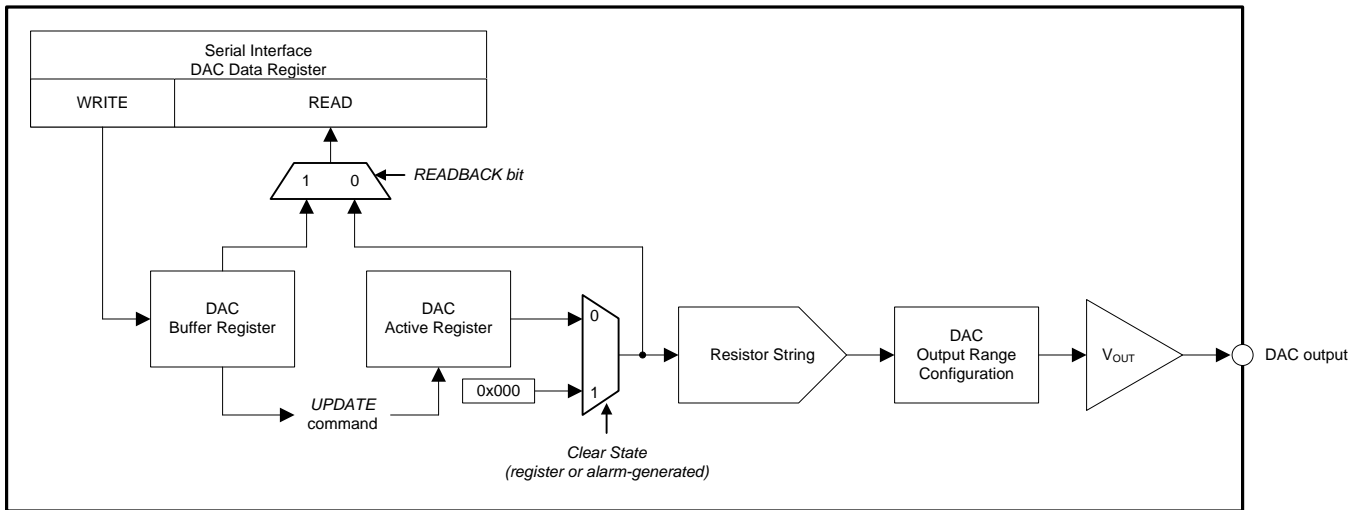 Serial Interface
DAC Data Register
WRITE
READ
1 0
READBACK bit
DAC
Buffer Register
DAC
Active Register
0
1
0x000
UPDATE
command
Clear State
(register or alarm-generated)
Resistor String
DAC
Output Range
Configuration
VOUT
DAC output